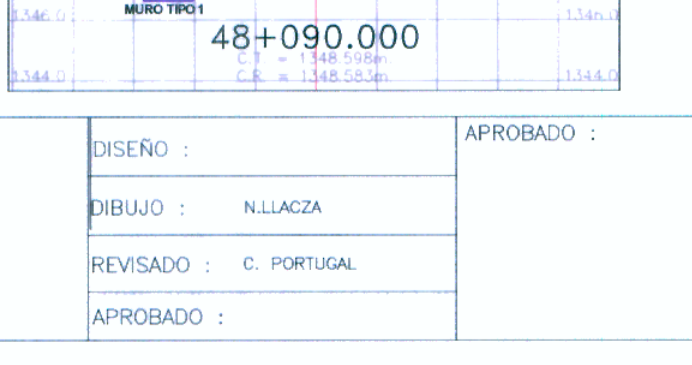 1346.0 MURO TIPO 1 1346.0
48+090.000
C.T. = 1348.598m.
1344.0 C.R. = 1348.583m. 1344.0
DISEÑO :
APROBADO :
DIBUJO : N.LLACZA
REVISADO : C. PORTUGAL
APROBADO :